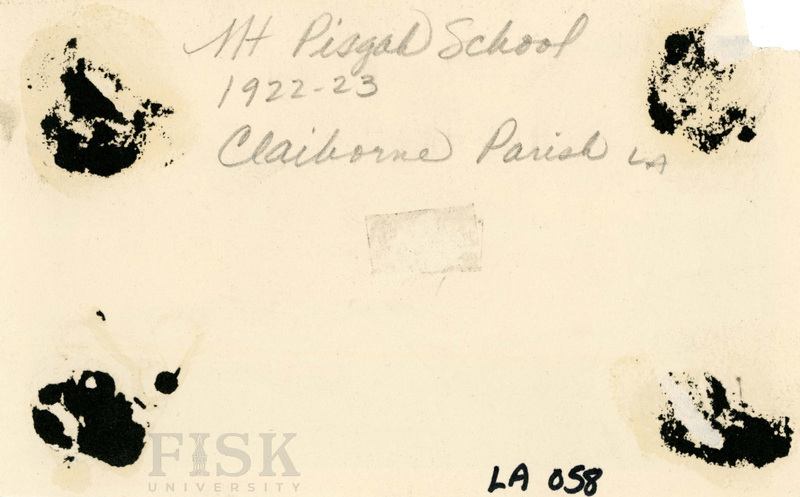 Mt Pisgah School
1922-23
Claiborne Parish LA
FISK
UNIVERSITY
LA 058